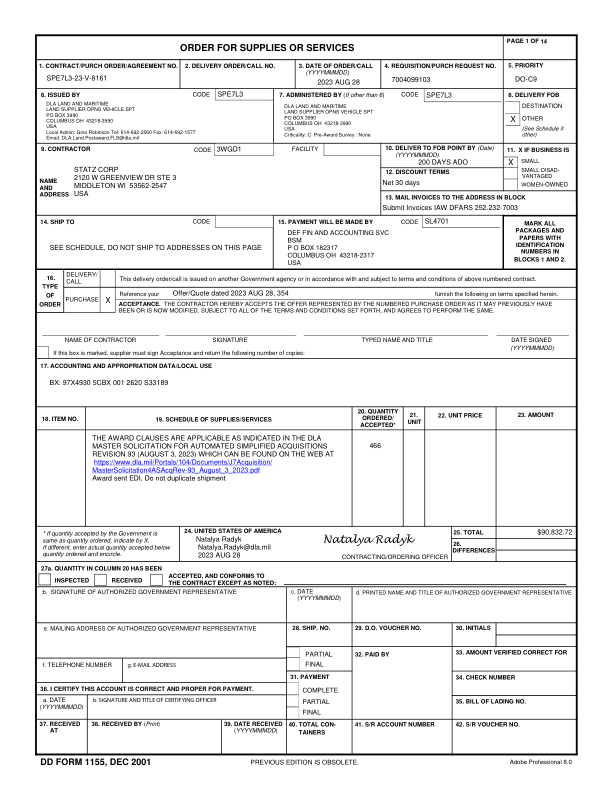 ORDER FOR SUPPLIES OR SERVICES
PAGE 1 OF 14
1. CONTRACT/PURCH ORDER/AGREEMENT NO.
SPE7L3-23-V-8161
2. DELIVERY ORDER/CALL NO.
3. DATE OF ORDER/CALL
(YYYYMMMDD)
2023 AUG 28
4. REQUISITION/PURCH REQUEST NO.
7004099103
5. PRIORITY
DO-C9
6. ISSUED BY
CODE SPE7L3
DLA LAND AND MARITIME
LAND SUPPLIER OPNS VEHICLE SPT
PO BOX 3990
COLUMBUS OH 43218-3990
USA
Local Admin: Gina Robinson Tel: 614-692-2560 Fax: 614-692-1577
Email: DLA.Land.Postaward.FLS@dla.mil
7. ADMINISTERED BY (If other than 6)
CODE SPE7L3
DLA LAND AND MARITIME
LAND SUPPLIER OPNS VEHICLE SPT
PO BOX 3990
COLUMBUS OH 43218-3990
USA
Criticality: C Pre-Award Survey : None
8. DELIVERY FOB
DESTINATION
X OTHER
(See Schedule if
other)
9. CONTRACTOR
CODE 3WGD1
FACILITY
NAME
AND
ADDRESS
STATZ CORP
2120 W GREENVIEW DR STE 3
MIDDLETON WI 53562-2547
USA
10. DELIVER TO FOB POINT BY (Date)
(YYYYMMMDD)
200 DAYS ADO
11. X IF BUSINESS IS
X SMALL
SMALL DISAD-
VANTAGED
WOMEN-OWNED
12. DISCOUNT TERMS
Net 30 days
13. MAIL INVOICES TO THE ADDRESS IN BLOCK
Submit Invoices IAW DFARS 252.232-7003
14. SHIP TO
CODE
SEE SCHEDULE, DO NOT SHIP TO ADDRESSES ON THIS PAGE
15. PAYMENT WILL BE MADE BY
CODE SL4701
DEF FIN AND ACCOUNTING SVC
BSM
P O BOX 182317
COLUMBUS OH 43218-2317
USA
MARK ALL
PACKAGES AND
PAPERS WITH
IDENTIFICATION
NUMBERS IN
BLOCKS 1 AND 2.
16.
TYPE
OF
ORDER
DELIVERY/
CALL
This delivery order/call is issued on another Government agency or in accordance with and subject to terms and conditions of above numbered contract.
PURCHASE X
Reference your Offer/Quote dated 2023 AUG 28, 354 furnish the following on terms specified herein.
ACCEPTANCE. THE CONTRACTOR HEREBY ACCEPTS THE OFFER REPRESENTED BY THE NUMBERED PURCHASE ORDER AS IT MAY PREVIOUSLY HAVE
BEEN OR IS NOW MODIFIED, SUBJECT TO ALL OF THE TERMS AND CONDITIONS SET FORTH, AND AGREES TO PERFORM THE SAME.
NAME OF CONTRACTOR
SIGNATURE
TYPED NAME AND TITLE
DATE SIGNED
(YYYYMMMDD)
If this box is marked, supplier must sign Acceptance and return the following number of copies:
17. ACCOUNTING AND APPROPRIATION DATA/LOCAL USE
BX: 97X4930 5CBX 001 2620 S33189
18. ITEM NO.
19. SCHEDULE OF SUPPLIES/SERVICES
20. QUANTITY
ORDERED/
ACCEPTED*
21.
UNIT
22. UNIT PRICE
23. AMOUNT
THE AWARD CLAUSES ARE APPLICABLE AS INDICATED IN THE DLA
MASTER SOLICITATION FOR AUTOMATED SIMPLIFIED ACQUISITIONS
REVISION 93 (AUGUST 3, 2023) WHICH CAN BE FOUND ON THE WEB AT
https://www.dla.mil/Portals/104/Documents/J7Acquisition/
MasterSolicitation4ASAcqRev-93_August_3_2023.pdf
Award sent EDI, Do not duplicate shipment
466
* If quantity accepted by the Government is
same as quantity ordered, indicate by X.
If different, enter actual quantity accepted below
quantity ordered and encircle.
24. UNITED STATES OF AMERICA
Natalya Radyk
Natalya.Radyk@dla.mil
2023 AUG 28
Natalya Radyk
CONTRACTING/ORDERING OFFICER
25. TOTAL
$90,832.72
26.
DIFFERENCES
27a. QUANTITY IN COLUMN 20 HAS BEEN
INSPECTED
RECEIVED
ACCEPTED, AND CONFORMS TO
THE CONTRACT EXCEPT AS NOTED:
b. SIGNATURE OF AUTHORIZED GOVERNMENT REPRESENTATIVE
c. DATE
(YYYYMMMDD)
d. PRINTED NAME AND TITLE OF AUTHORIZED GOVERNMENT REPRESENTATIVE
e. MAILING ADDRESS OF AUTHORIZED GOVERNMENT REPRESENTATIVE
28. SHIP. NO.
29. D.O. VOUCHER NO.
30. INITIALS
PARTIAL
FINAL
32. PAID BY
33. AMOUNT VERIFIED CORRECT FOR
f. TELEPHONE NUMBER
g. E-MAIL ADDRESS
31. PAYMENT
COMPLETE
PARTIAL
FINAL
34. CHECK NUMBER
36. I CERTIFY THIS ACCOUNT IS CORRECT AND PROPER FOR PAYMENT.
a. DATE
(YYYYMMMDD)
b. SIGNATURE AND TITLE OF CERTIFYING OFFICER
35. BILL OF LADING NO.
37. RECEIVED
AT
38. RECEIVED BY (Print)
39. DATE RECEIVED
(YYYYMMMDD)
40. TOTAL CON-
TAINERS
41. S/R ACCOUNT NUMBER
42. S/R VOUCHER NO.
DD FORM 1155, DEC 2001
PREVIOUS EDITION IS OBSOLETE.
Adobe Professional 8.0